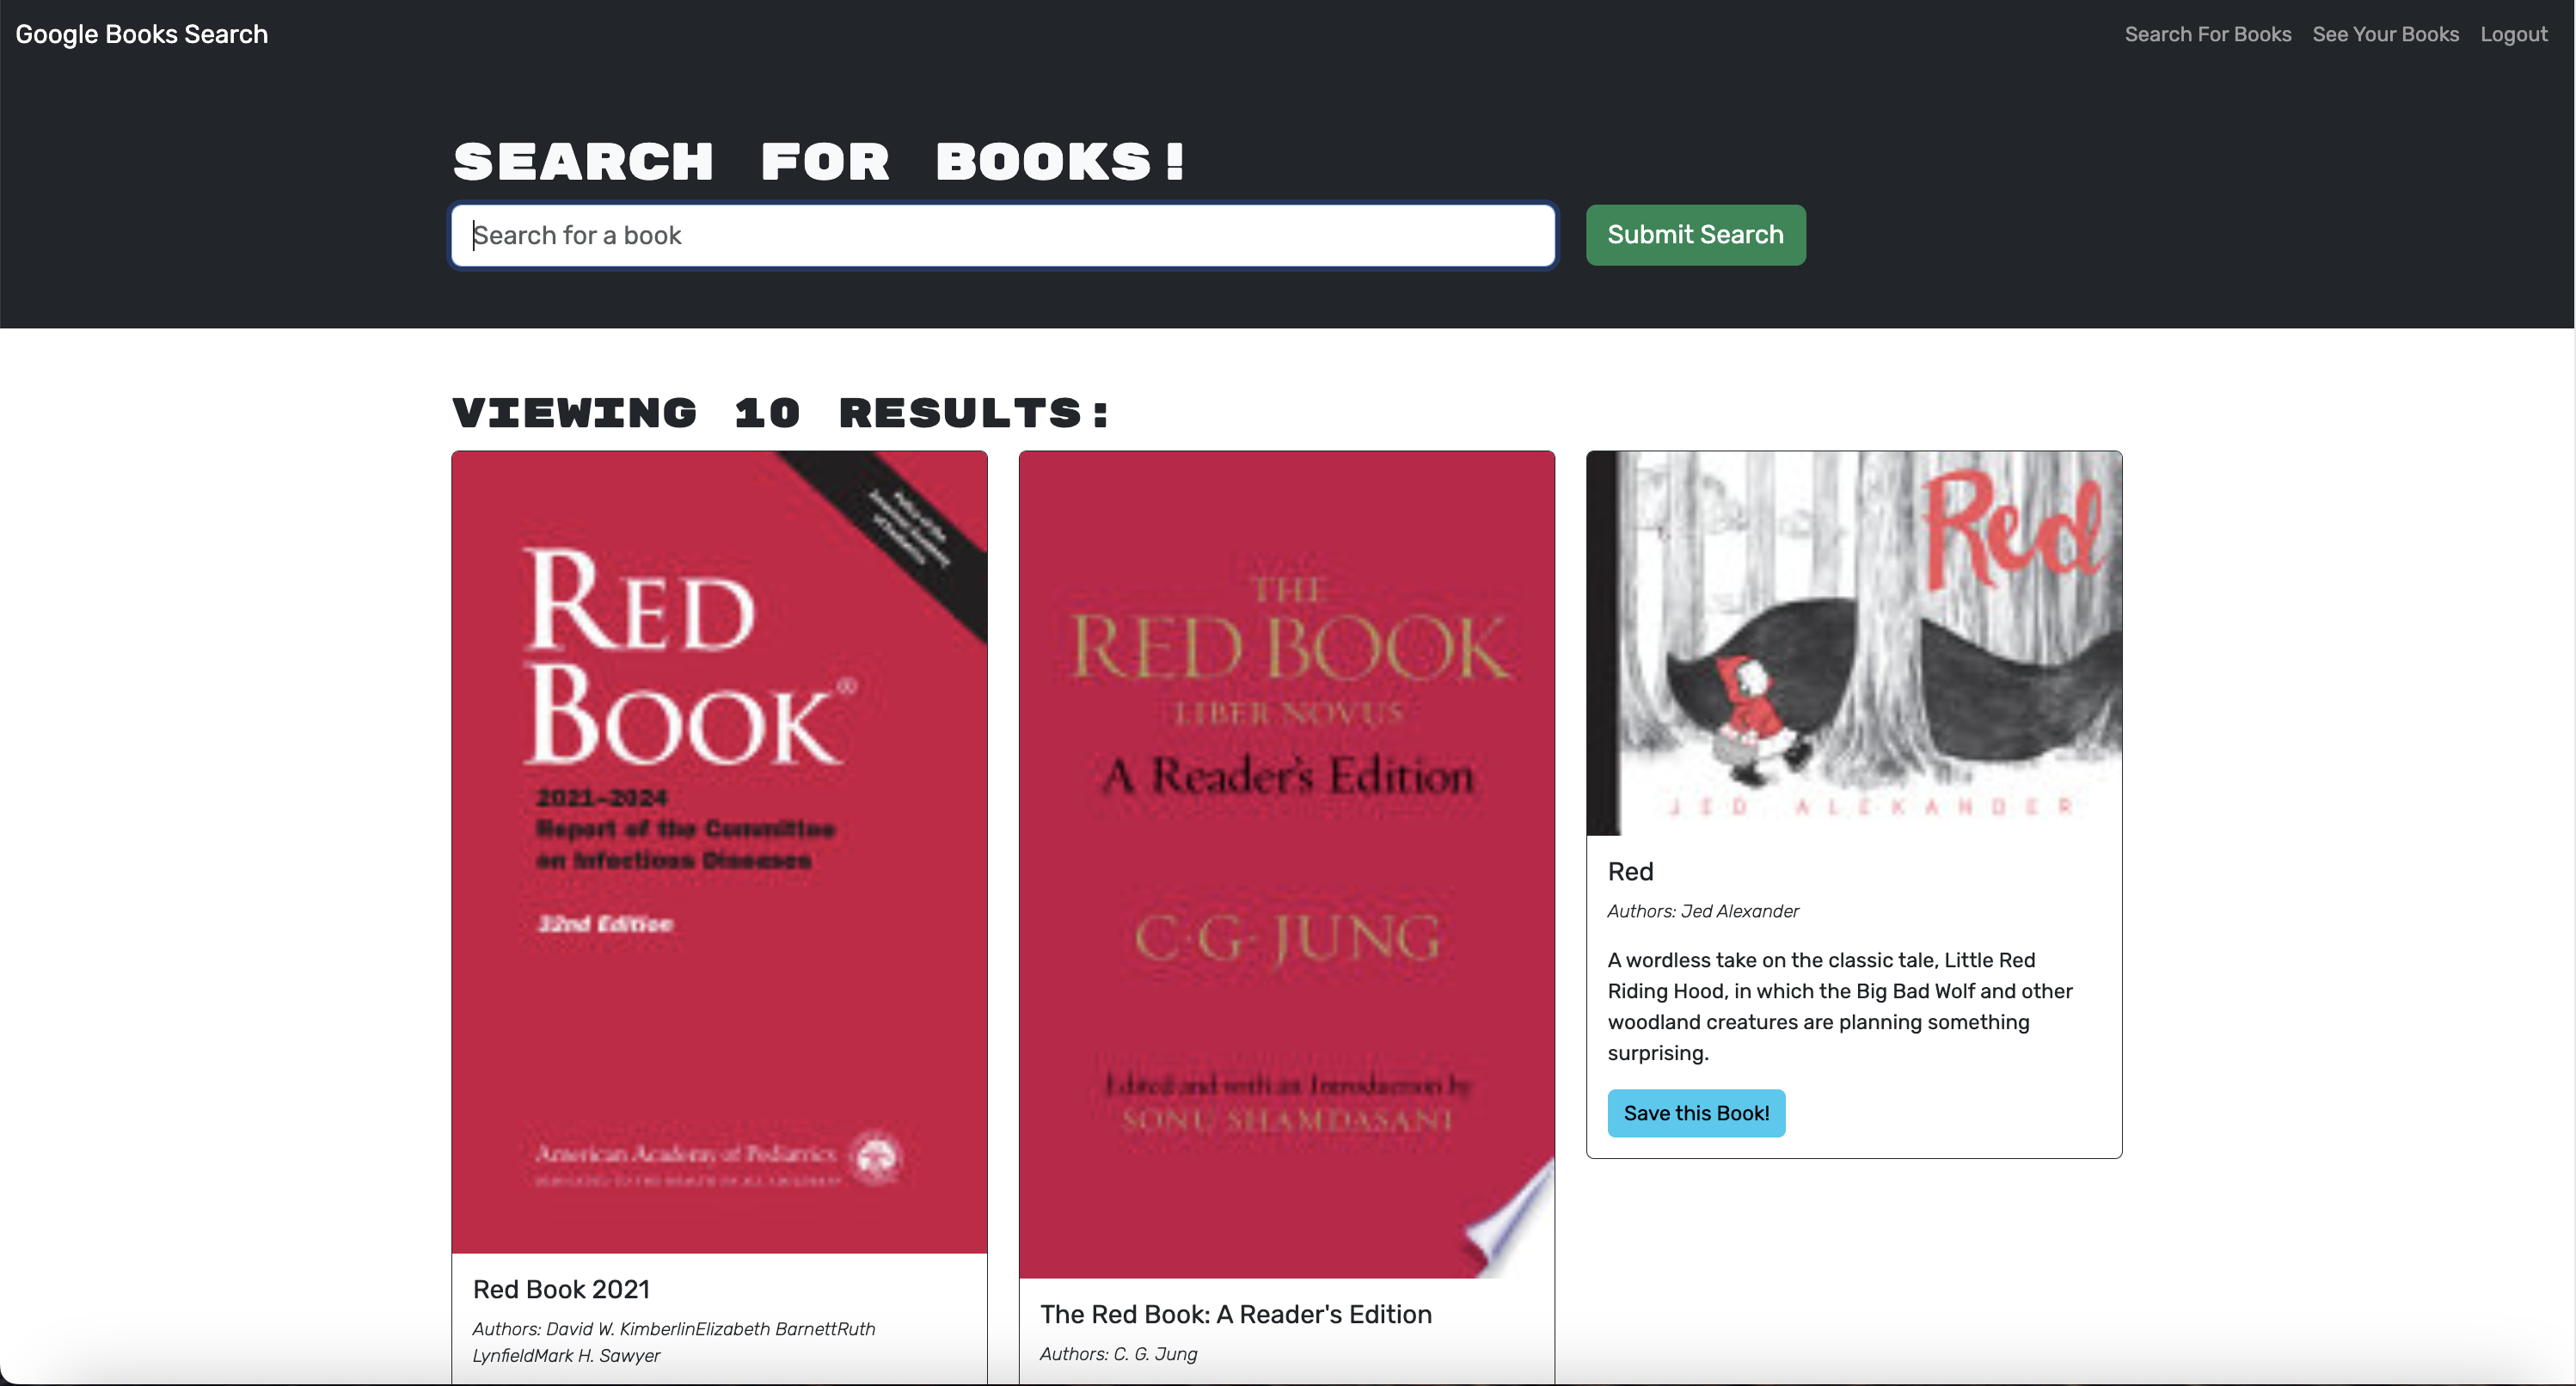 Google Books Search
Search For Books
See Your Books
Logout
SEARCH FOR BOOKS!
Search for a book
Submit Search
VIEWING 10 RESULTS:
RED
BOOK®
2021–2024
Report of the Committee
on Infectious Diseases
32nd Edition
American Academy of Pediatrics
Red Book 2021
Authors: David W. KimberlinElizabeth BarnettRuth
LynfieldMark H. Sawyer
THE
RED BOOK
LIBER NOVUS
A Reader's Edition
C·G·JUNG
Edited and with an Introduction by
SONU SHAMDASANI
The Red Book: A Reader's Edition
Authors: C. G. Jung
Red
JED ALEXANDER
Red
Authors: Jed Alexander
A wordless take on the classic tale, Little Red
Riding Hood, in which the Big Bad Wolf and other
woodland creatures are planning something
surprising.
Save this Book!